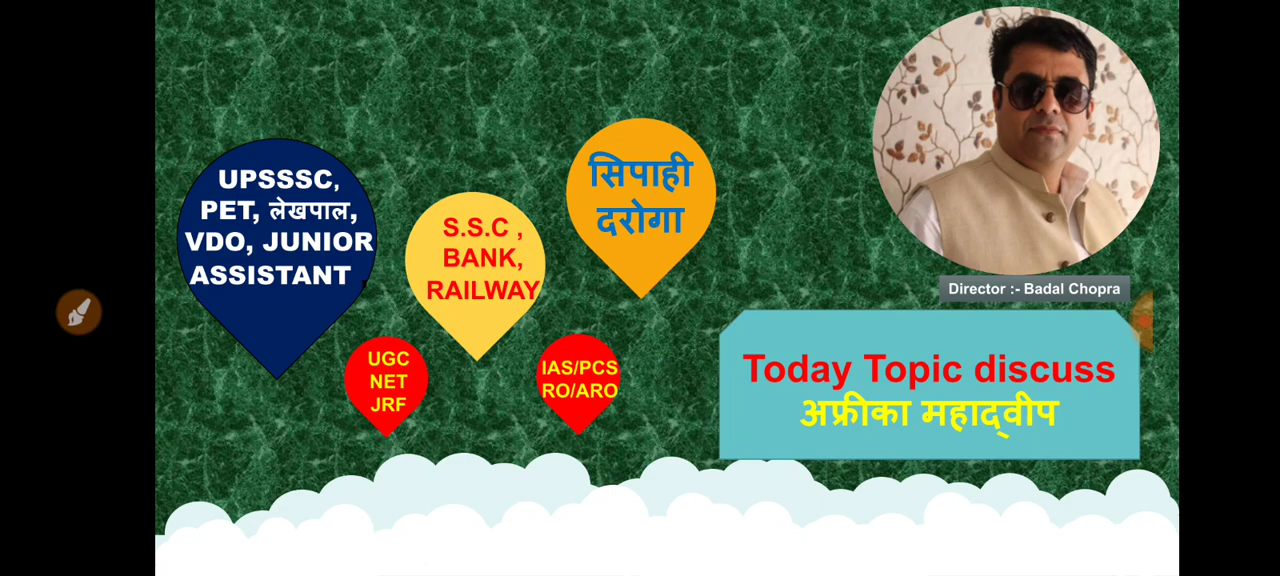 UPSSSC,
PET, लेखपाल,
VDO, JUNIOR
ASSISTANT
S.S.C ,
BANK,
RAILWAY
सिपाही
दरोगा
UGC
NET
JRF
IAS/PCS
RO/ARO
Director :- Badal Chopra
Today Topic discuss
अफ्रीका महाद्वीप